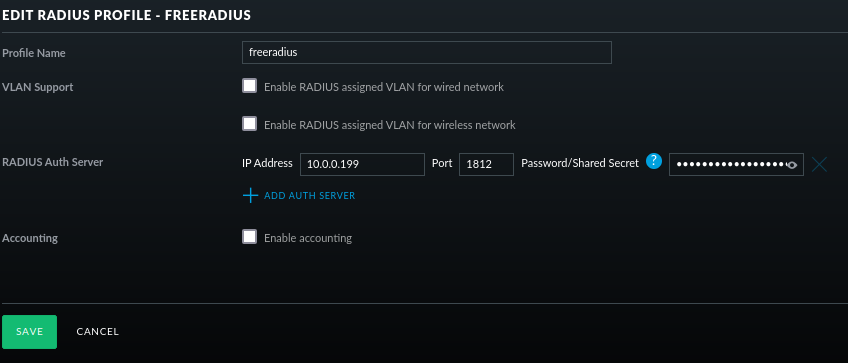 EDIT RADIUS PROFILE - FREERADIUS
Profile Name freeradius
VLAN Support Enable RADIUS assigned VLAN for wired network
Enable RADIUS assigned VLAN for wireless network
RADIUS Auth Server IP Address 10.0.0.199 Port 1812 Password/Shared Secret ? ••••••••••••••••••
ADD AUTH SERVER
Accounting Enable accounting
SAVE CANCEL